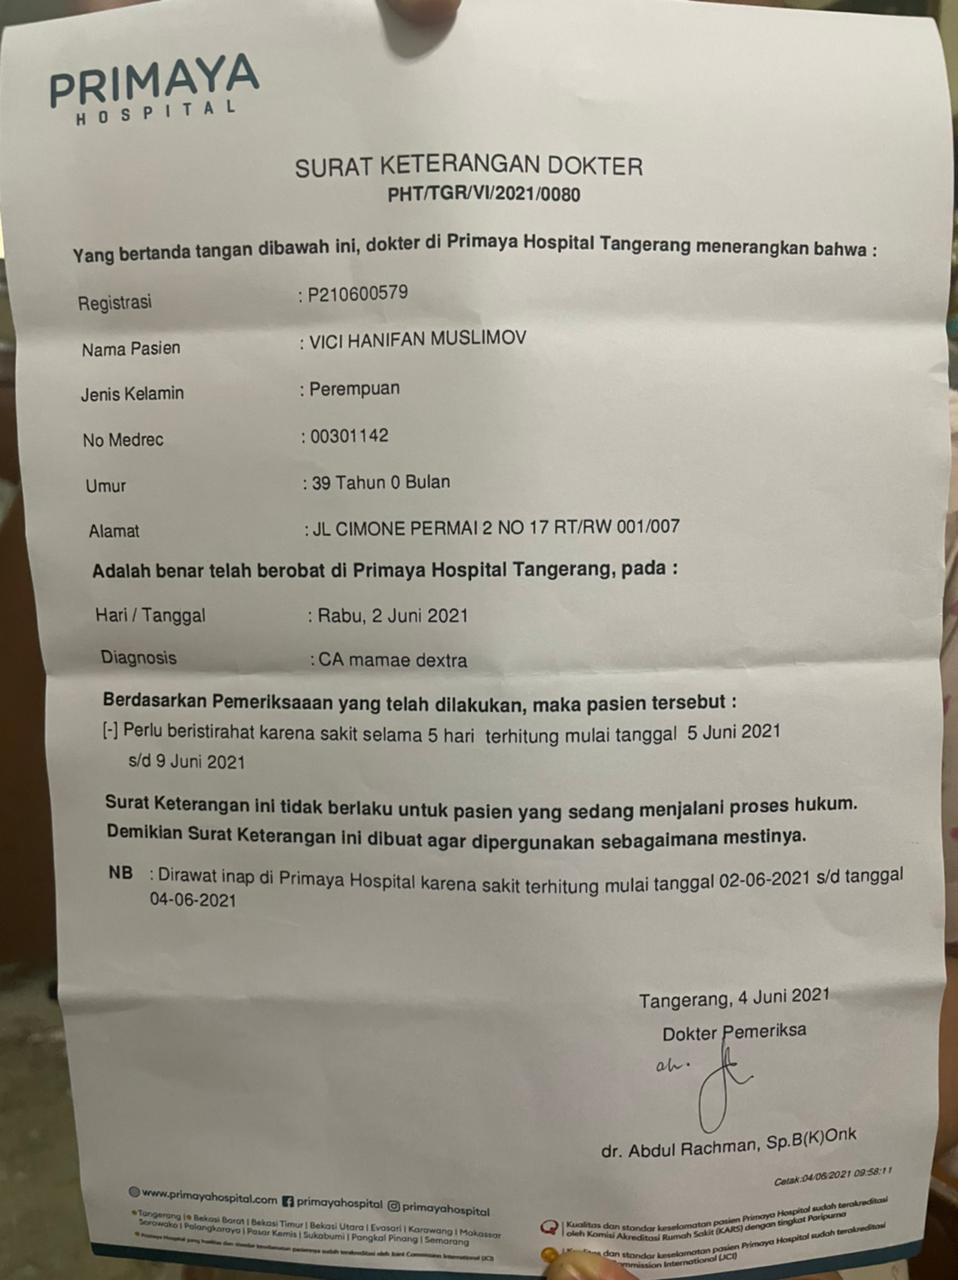 PRIMAYA
HOSPITAL
SURAT KETERANGAN DOKTER
PHT/TGR/VI/2021/0080
Yang bertanda tangan dibawah ini, dokter di Primaya Hospital Tangerang menerangkan bahwa :
Registrasi : P210600579
Nama Pasien : VICI HANIFAN MUSLIMOV
Jenis Kelamin : Perempuan
No Medrec : 00301142
Umur : 39 Tahun 0 Bulan
Alamat : JL CIMONE PERMAI 2 NO 17 RT/RW 001/007
Adalah benar telah berobat di Primaya Hospital Tangerang, pada :
Hari / Tanggal : Rabu, 2 Juni 2021
Diagnosis : CA mamae dextra
Berdasarkan Pemeriksaaan yang telah dilakukan, maka pasien tersebut :
[-] Perlu beristirahat karena sakit selama 5 hari terhitung mulai tanggal 5 Juni 2021
s/d 9 Juni 2021
Surat Keterangan ini tidak berlaku untuk pasien yang sedang menjalani proses hukum.
Demikian Surat Keterangan ini dibuat agar dipergunakan sebagaimana mestinya.
NB : Dirawat inap di Primaya Hospital karena sakit terhitung mulai tanggal 02-06-2021 s/d tanggal
04-06-2021
Tangerang, 4 Juni 2021
Dokter Pemeriksa
an.
dr. Abdul Rachman, Sp.B(K)Onk
Cetak:04/06/2021 09:58:11
www.primayahospital.com primayahospital primayahospital
Tangerang | Bekasi Barat | Bekasi Timur | Bekasi Utara | Evasari | Karawang | Makassar
Sorowako | Palangkaraya | Pasar Kemis | Sukabumi | Pangkal Pinang | Semarang
Primaya Hospital yang kualitas dan standar keselamatan pasiennya sudah terakreditasi oleh Joint Commission International (JCI)
Kualitas dan standar keselamatan pasien Primaya Hospital sudah terakreditasi
oleh Komisi Akreditasi Rumah Sakit (KARS) dengan tingkat Paripurna
dan standar keselamatan pasien Primaya Hospital sudah terakreditasi
International (JCI)